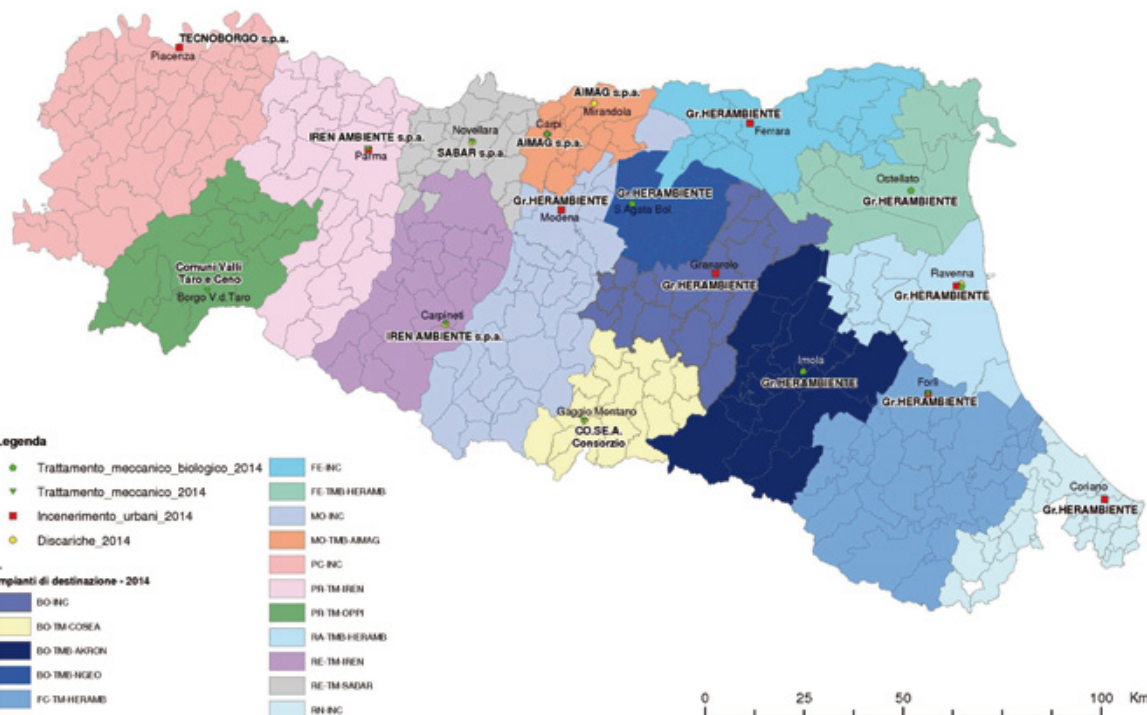 TECNOBORGO s.p.a.
Piacenza
AIMAG s.p.a.
Mirandola
Gr.HERAMBIENTE
Ferrara
IREN AMBIENTE s.p.a.
Parma
Novellara
SABAR s.p.a.
Carpi
AIMAG s.p.a.
Ostellato
Gr.HERAMBIENTE
Gr.HERAMBIENTE
S.Agata Bol.
Gr.HERAMBIENTE
Modena
Comuni Valli
Taro e Ceno
Borgo V.d.Taro
Granarolo
Gr.HERAMBIENTE
Ravenna
Gr.HERAMBIENTE
Carpineti
IREN AMBIENTE s.p.a.
Imola
Gr.HERAMBIENTE
Forlì
Gr.HERAMBIENTE
Gaggio Montano
CO.SE.A.
Consorzio
Coriano
Gr.HERAMBIENTE
Legenda
Trattamento_meccanico_biologico_2014
Trattamento_meccanico_2014
Incenerimento_urbani_2014
Discariche_2014
mpianti di destinazione - 2014
BO-INC
BO-TM-COSEA
BO-TMB-AKRON
BO-TMB-NGEO
FC-TM-HERAMB
FE-INC
FE-TMB-HERAMB
MO-INC
MO-TMB-AIMAG
PC-INC
PR-TM-IREN
PR-TM-OPPI
RA-TMB-HERAMB
RE-TM-IREN
RE-TM-SABAR
RN-INC
0 25 50 100 Km